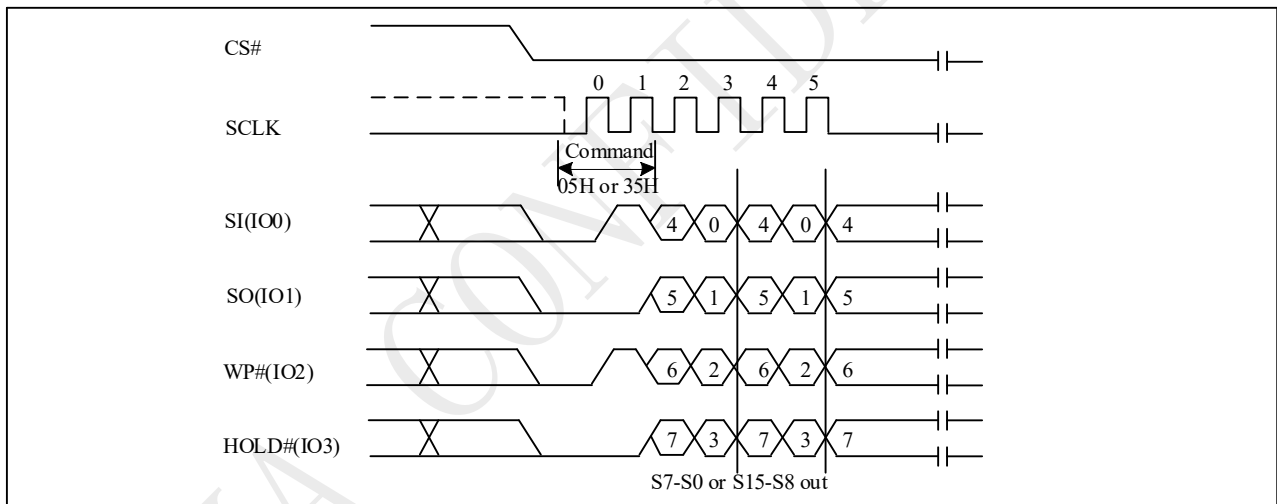 CS#
0 1 2 3 4 5
SCLK
Command
05H or 35H
SI(IO0) 4 0 4 0 4
SO(IO1) 5 1 5 1 5
WP#(IO2) 6 2 6 2 6
HOLD#(IO3) 7 3 7 3 7
S7-S0 or S15-S8 out